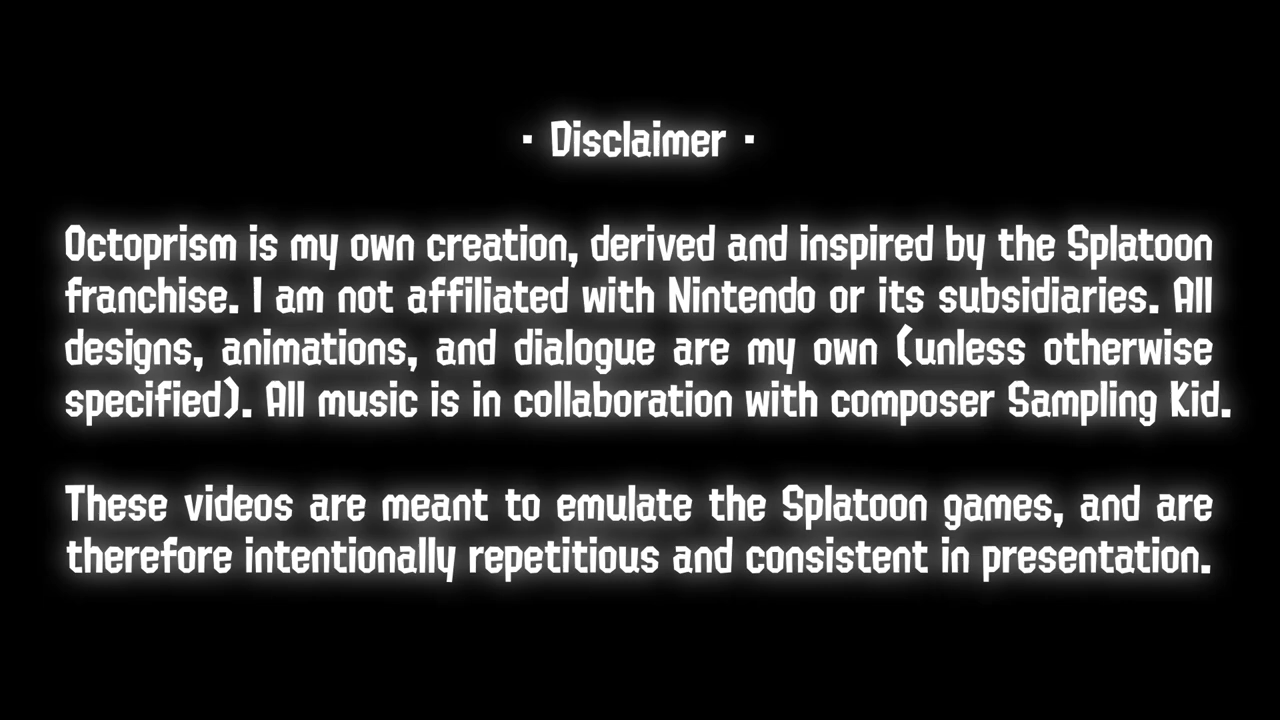 · Disclaimer ·
Octoprism is my own creation, derived and inspired by the Splatoon
franchise. I am not affiliated with Nintendo or its subsidiaries. All
designs, animations, and dialogue are my own (unless otherwise
specified). All music is in collaboration with composer Sampling Kid.
These videos are meant to emulate the Splatoon games, and are
therefore intentionally repetitious and consistent in presentation.